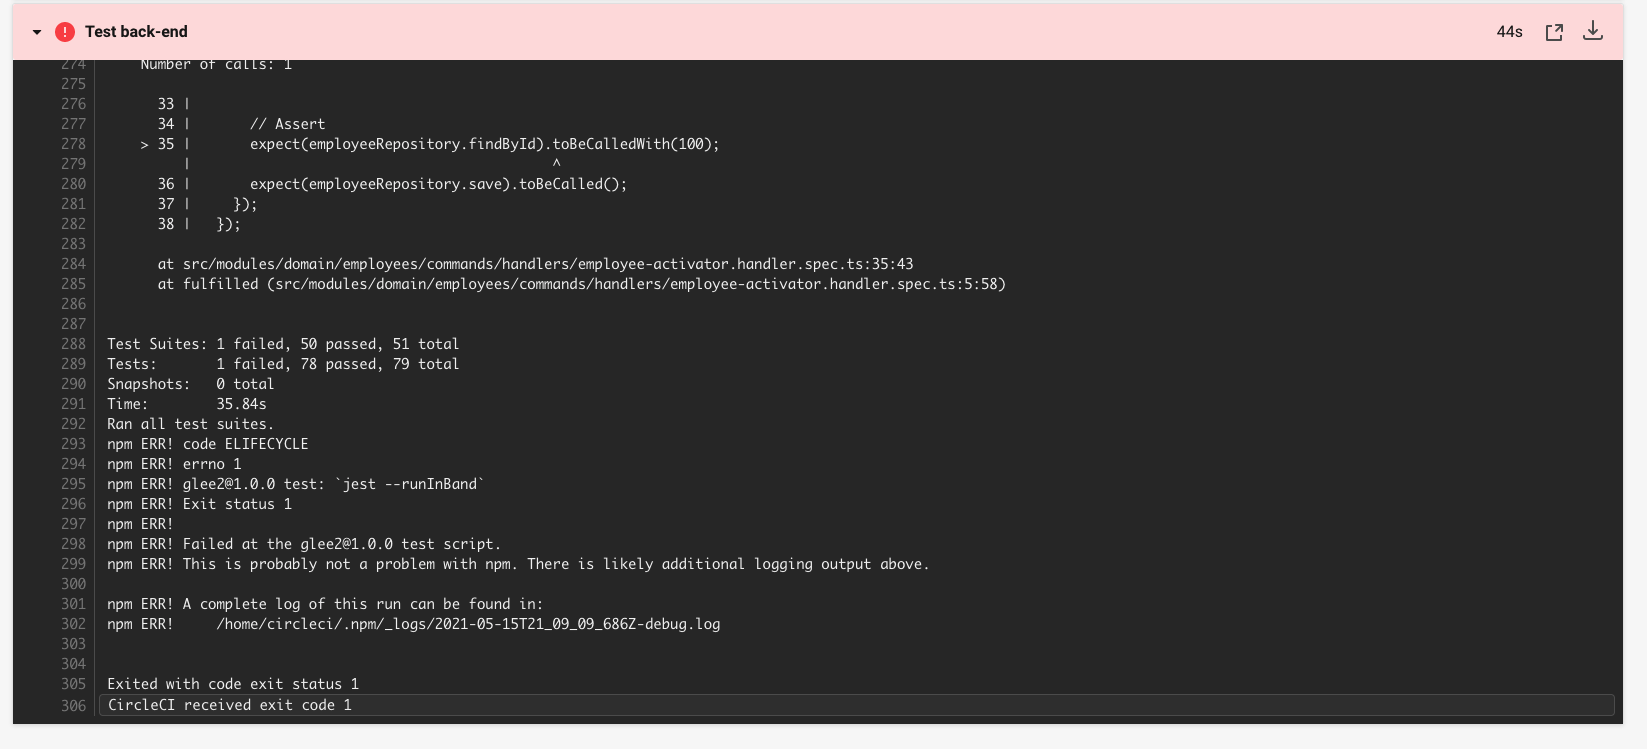 Test back-end
44s
274 Number of calls: 1
275
276 33 |
277 34 | // Assert
278 > 35 | expect(employeeRepository.findById).toBeCalledWith(100);
279 | ^
280 36 | expect(employeeRepository.save).toBeCalled();
281 37 | });
282 38 | });
283
284 at src/modules/domain/employees/commands/handlers/employee-activator.handler.spec.ts:35:43
285 at fulfilled (src/modules/domain/employees/commands/handlers/employee-activator.handler.spec.ts:5:58)
286
287
288 Test Suites: 1 failed, 50 passed, 51 total
289 Tests: 1 failed, 78 passed, 79 total
290 Snapshots: 0 total
291 Time: 35.84s
292 Ran all test suites.
293 npm ERR! code ELIFECYCLE
294 npm ERR! errno 1
295 npm ERR! glee2@1.0.0 test: `jest --runInBand`
296 npm ERR! Exit status 1
297 npm ERR!
298 npm ERR! Failed at the glee2@1.0.0 test script.
299 npm ERR! This is probably not a problem with npm. There is likely additional logging output above.
300
301 npm ERR! A complete log of this run can be found in:
302 npm ERR! /home/circleci/.npm/_logs/2021-05-15T21_09_09_686Z-debug.log
303
304
305 Exited with code exit status 1
306 CircleCI received exit code 1